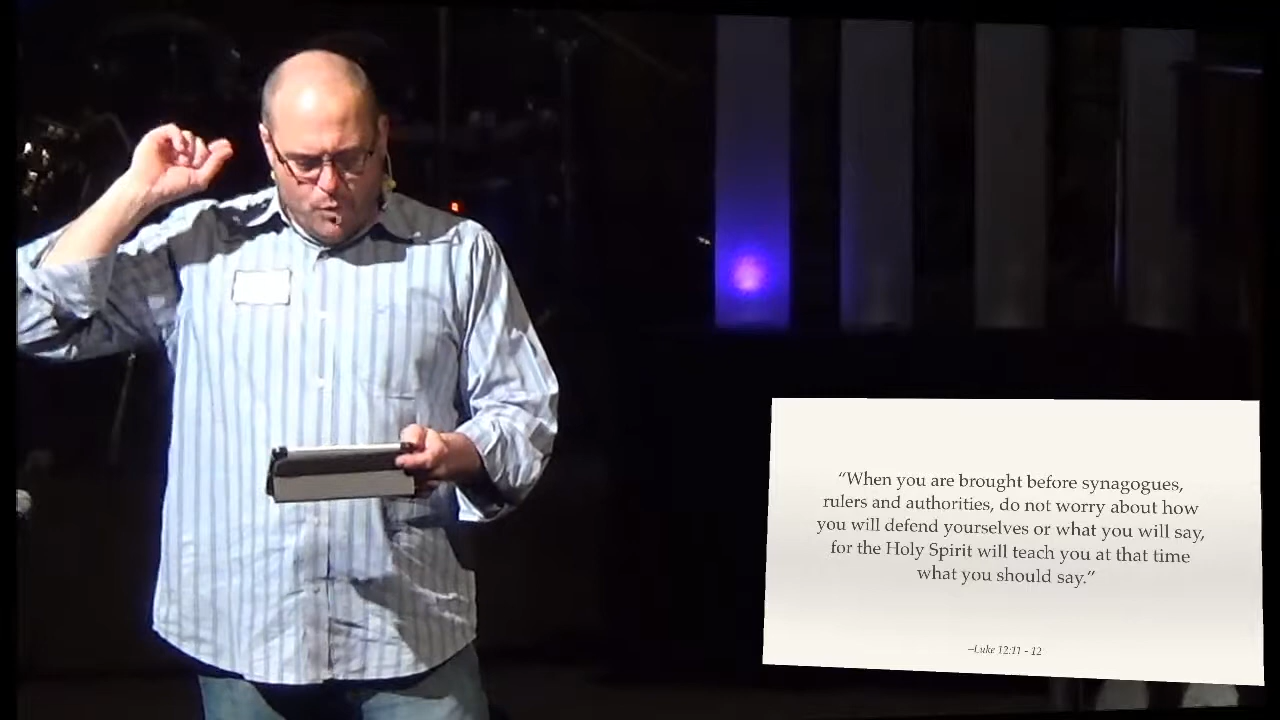 “When you are brought before synagogues,
rulers and authorities, do not worry about how
you will defend yourselves or what you will say,
for the Holy Spirit will teach you at that time
what you should say.”
–Luke 12:11 - 12